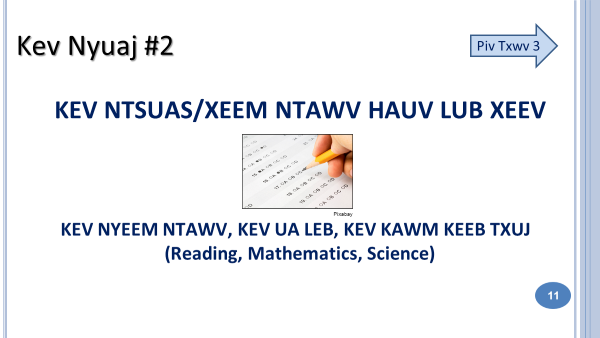 Kev Nyuaj #2
Piv Txwv 3
KEV NTSUAS/XEEM NTAWV HAUV LUB XEEV
Pixabay
KEV NYEEM NTAWV, KEV UA LEB, KEV KAWM KEEB TXUJ
(Reading, Mathematics, Science)
11